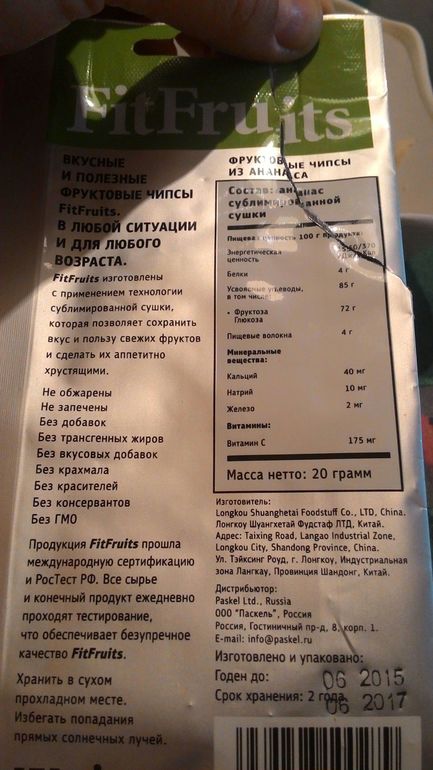 FitFruits
ВКУСНЫЕ
И ПОЛЕЗНЫЕ
ФРУКТОВЫЕ ЧИПСЫ
FitFruits.
В ЛЮБОЙ СИТУАЦИИ
И ДЛЯ ЛЮБОГО
ВОЗРАСТА.
FitFruits изготовлены
с применением технологии
сублимированной сушки,
которая позволяет сохранить
вкус и пользу свежих фруктов
и сделать их аппетитно
хрустящими.
Не обжарены
Не запечены
Без добавок
Без трансгенных жиров
Без вкусовых добавок
Без крахмала
Без красителей
Без консервантов
Без ГМО
Продукция FitFruits прошла
международную сертификацию
и РосТест РФ. Все сырье
и конечный продукт ежедневно
проходят тестирование,
что обеспечивает безупречное
качество FitFruits.
Хранить в сухом
прохладном месте.
Избегать попадания
прямых солнечных лучей.
ФРУКТОВЫЕ ЧИПСЫ
ИЗ АНАНАСА
Состав: ананас
сублимированной
сушки
Пищевая ценность 100 г продукта:
Энергетическая ценность
Белки 4 г
Усвояемые углеводы, 85 г
в том числе:
• Фруктоза 72 г
Глюкоза
Пищевые волокна 4 г
Минеральные
вещества:
Кальций 40 мг
Натрий 10 мг
Железо 2 мг
Витамины:
Витамин С 175 мг
Масса нетто: 20 грамм
Изготовитель:
Longkou Shuanghetai Foodstuff Co., LTD, China.
Лонгкоу Шуангхетай Фудстаф ЛТД, Китай.
Адрес: Taixing Road, Langao Industrial Zone,
Longkou City, Shandong Province, China.
Ул. Тэйксинг Роуд, г. Лонгкоу, Индустриальная
зона Лангкау, Провинция Шандонг, Китай.
Дистрибьютор:
Paskel Ltd., Russia
ООО "Паскель", Россия
Россия, Гостиничный пр-д, 8, корп. 1.
E-mail: info@paskel.ru
Изготовлено и упаковано:
Годен до: 06 2015
Срок хранения: 2 года. 06 2017